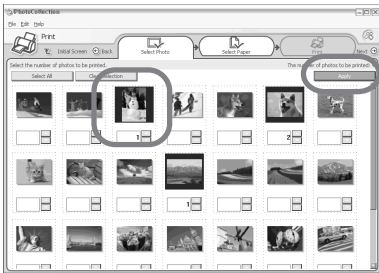 PhotoCollection
File Edit Help
Print
Initial Screen Back
Select Photo
Select Paper
Print
Next
Select the number of photos to be printed.
The number of photos to be printed:
Select All
Clear Selection
Apply
1
2
1